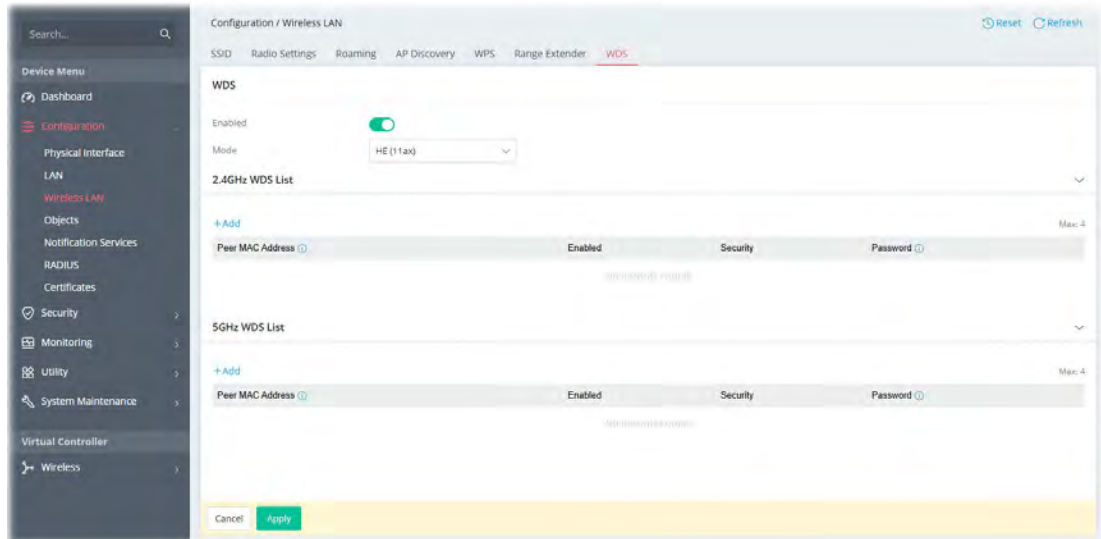 Configuration / Wireless LAN
Reset Refresh
Search...
SSID Radio Settings Roaming AP Discovery WPS Range Extender WDS
Device Menu
Dashboard
Configuration
Physical Interface
LAN
Wireless LAN
Objects
Notification Services
RADIUS
Certificates
Security
Monitoring
Utility
System Maintenance
Virtual Controller
Wireless
WDS
Enabled
Mode HE (11ax)
2.4GHz WDS List
+Add Max: 4
Peer MAC Address Enabled Security Password
5GHz WDS List
+Add Max: 4
Peer MAC Address Enabled Security Password
Cancel Apply